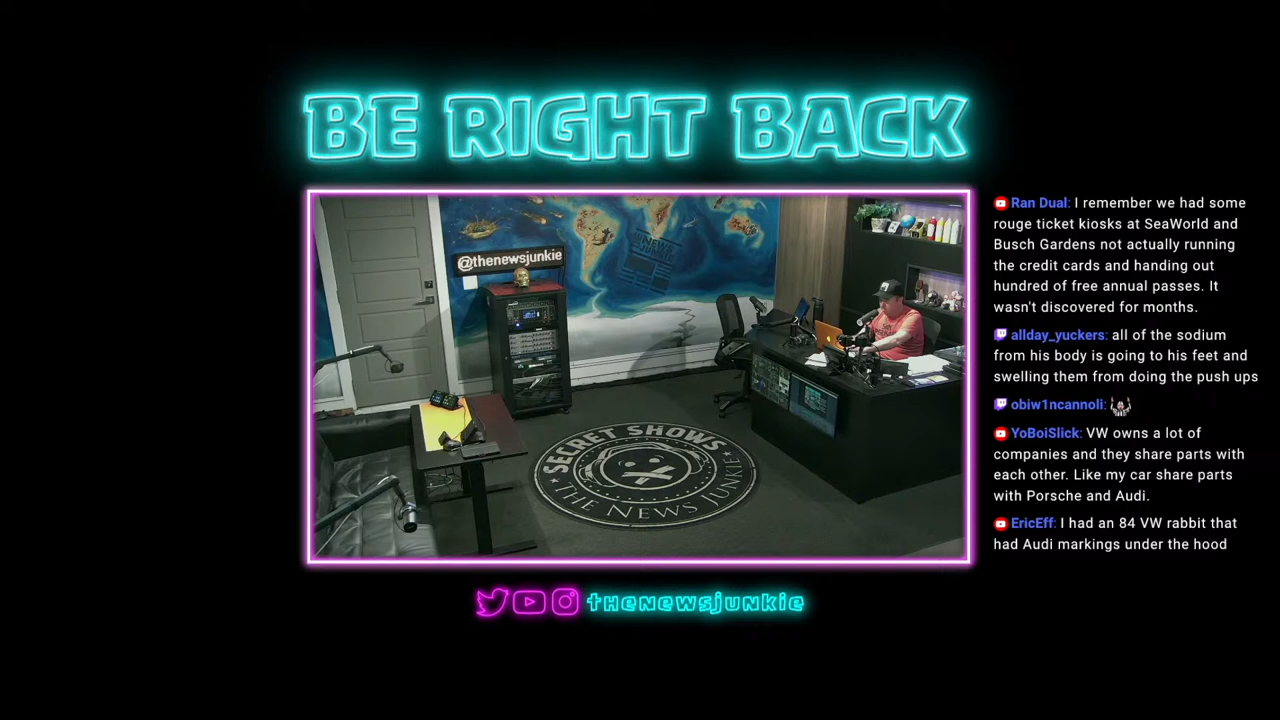 BE RIGHT BACK
@thenewsjunkie
THE NEWS
JUNKIE
SECRET SHOWS
THE NEWS JUNKIE
Ran Dual: I remember we had some
rouge ticket kiosks at SeaWorld and
Busch Gardens not actually running
the credit cards and handing out
hundred of free annual passes. It
wasn't discovered for months.
allday_yuckers: all of the sodium
from his body is going to his feet and
swelling them from doing the push ups
obiw1ncannoli:
YoBoiSlick: VW owns a lot of
companies and they share parts with
each other. Like my car share parts
with Porsche and Audi.
EricEff: I had an 84 VW rabbit that
had Audi markings under the hood
thenewsjunkie